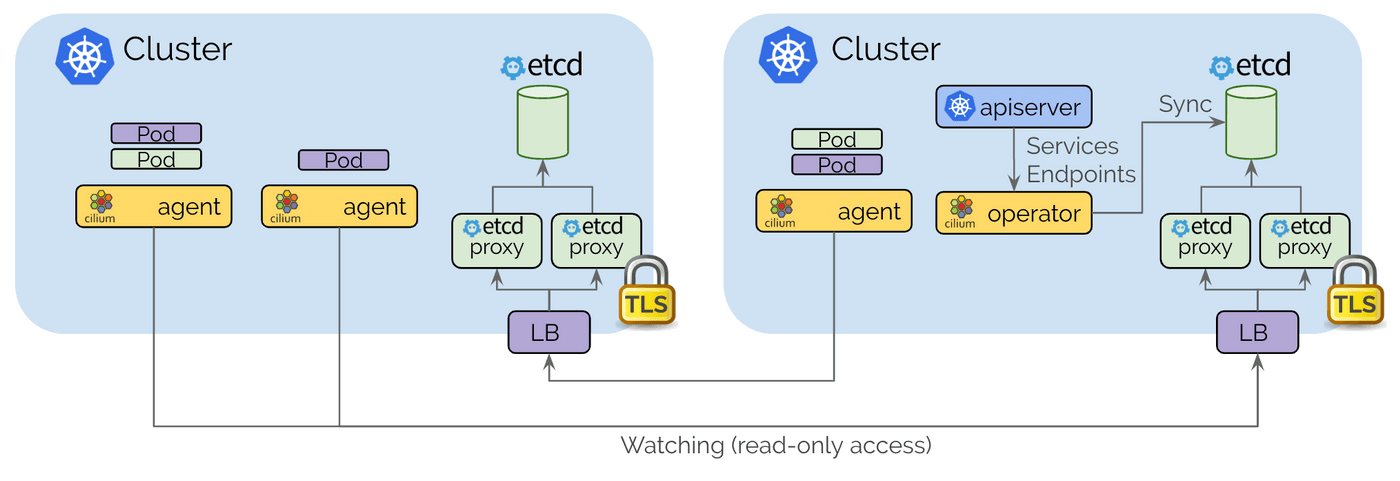 Cluster
etcd
Pod
Pod
Pod
cilium
agent
cilium
agent
etcd
proxy
etcd
proxy
TLS
LB
Cluster
etcd
apiserver
Sync
Services
Endpoints
Pod
Pod
cilium
agent
cilium
operator
etcd
proxy
etcd
proxy
TLS
LB
Watching (read-only access)